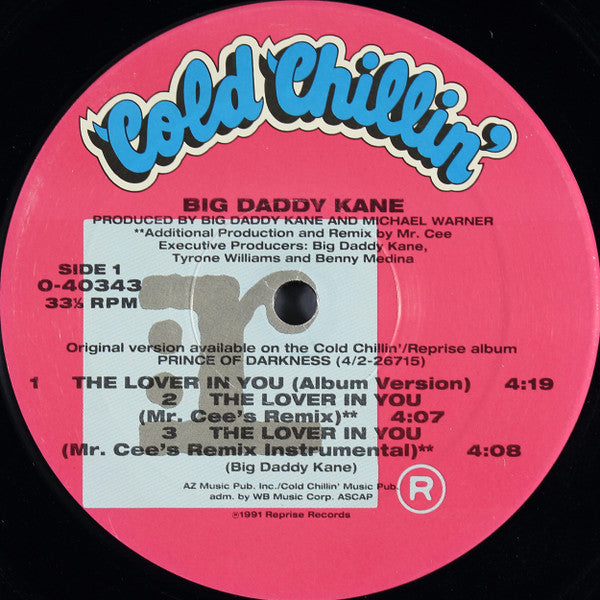 Cold Chillin'
BIG DADDY KANE
PRODUCED BY BIG DADDY KANE AND MICHAEL WARNER
**Additional Production and Remix by Mr. Cee
Executive Producers: Big Daddy Kane,
Tyrone Williams and Benny Medina
SIDE 1
0-40343
33⅓ RPM
r
Original version available on the Cold Chillin'/Reprise album
PRINCE OF DARKNESS (4/2-26715)
1 THE LOVER IN YOU (Album Version) 4:19
2 THE LOVER IN YOU
(Mr. Cee's Remix)** 4:07
3 THE LOVER IN YOU
(Mr. Cee's Remix Instrumental)** 4:08
(Big Daddy Kane)
AZ Music Pub. Inc./Cold Chillin' Music Pub.
adm. by WB Music Corp. ASCAP
®
℗1991 Reprise Records